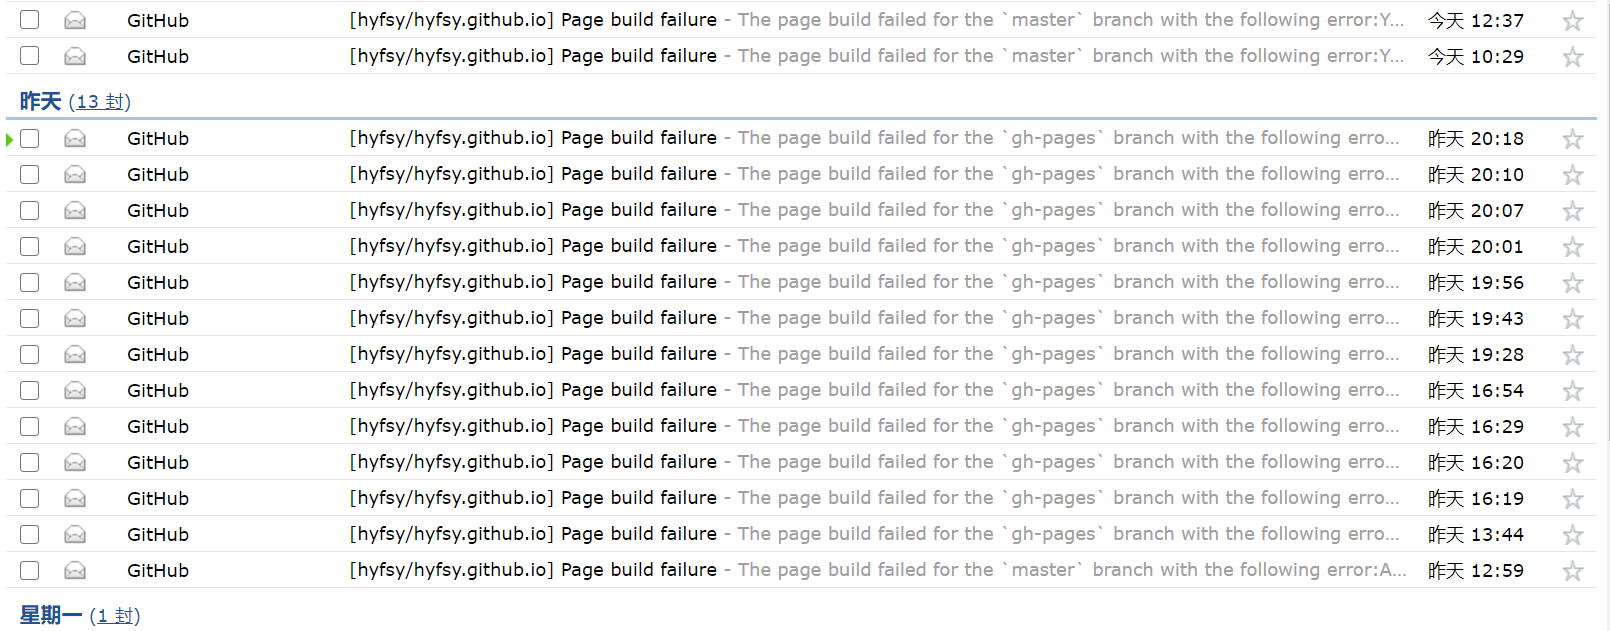 GitHub [hyfsy/hyfsy.github.io] Page build failure - The page build failed for the `master` branch with the following error:Y... 今天 12:37
GitHub [hyfsy/hyfsy.github.io] Page build failure - The page build failed for the `master` branch with the following error:Y... 今天 10:29
昨天 (13 封)
GitHub [hyfsy/hyfsy.github.io] Page build failure - The page build failed for the `gh-pages` branch with the following erro... 昨天 20:18
GitHub [hyfsy/hyfsy.github.io] Page build failure - The page build failed for the `gh-pages` branch with the following erro... 昨天 20:10
GitHub [hyfsy/hyfsy.github.io] Page build failure - The page build failed for the `gh-pages` branch with the following erro... 昨天 20:07
GitHub [hyfsy/hyfsy.github.io] Page build failure - The page build failed for the `gh-pages` branch with the following erro... 昨天 20:01
GitHub [hyfsy/hyfsy.github.io] Page build failure - The page build failed for the `gh-pages` branch with the following erro... 昨天 19:56
GitHub [hyfsy/hyfsy.github.io] Page build failure - The page build failed for the `gh-pages` branch with the following erro... 昨天 19:43
GitHub [hyfsy/hyfsy.github.io] Page build failure - The page build failed for the `gh-pages` branch with the following erro... 昨天 19:28
GitHub [hyfsy/hyfsy.github.io] Page build failure - The page build failed for the `gh-pages` branch with the following erro... 昨天 16:54
GitHub [hyfsy/hyfsy.github.io] Page build failure - The page build failed for the `gh-pages` branch with the following erro... 昨天 16:29
GitHub [hyfsy/hyfsy.github.io] Page build failure - The page build failed for the `gh-pages` branch with the following erro... 昨天 16:20
GitHub [hyfsy/hyfsy.github.io] Page build failure - The page build failed for the `gh-pages` branch with the following erro... 昨天 16:19
GitHub [hyfsy/hyfsy.github.io] Page build failure - The page build failed for the `gh-pages` branch with the following erro... 昨天 13:44
GitHub [hyfsy/hyfsy.github.io] Page build failure - The page build failed for the `master` branch with the following error:A... 昨天 12:59
星期一 (1 封)